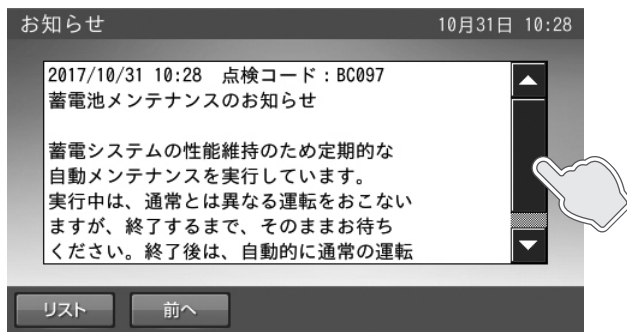 お知らせ 10月31日 10:28
2017/10/31 10:28 点検コード：BC097
蓄電池メンテナンスのお知らせ
蓄電システムの性能維持のため定期的な
自動メンテナンスを実行しています。
実行中は、通常とは異なる運転をおこない
ますが、終了するまで、そのままお待ち
ください。終了後は、自動的に通常の運転
リスト 前へ